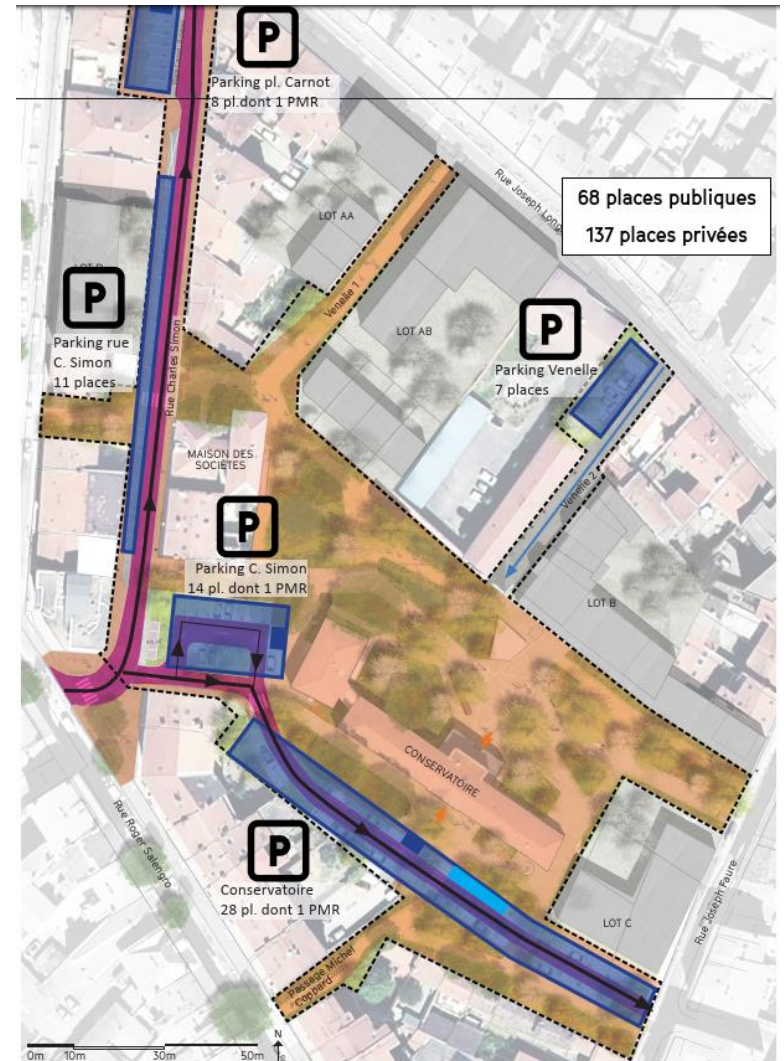 P
Parking pl. Carnot
8 pl.dont 1 PMR
Rue Joseph Long
68 places publiques
137 places privées
LOT AA
Venelle 1
P
Parking rue
C. Simon
11 places
Rue Charles Simon
LOT AB
P
Parking Venelle
7 places
MAISON DES
SOCIÉTÉS
Venelle 2
P
Parking C. Simon
14 pl. dont 1 PMR
LOT B
CONSERVATOIRE
Rue Roger Salengro
P
Conservatoire
28 pl. dont 1 PMR
LOT C
Rue Joseph Faure
Passage Michel
Coppard
N
0m 10m 30m 50m